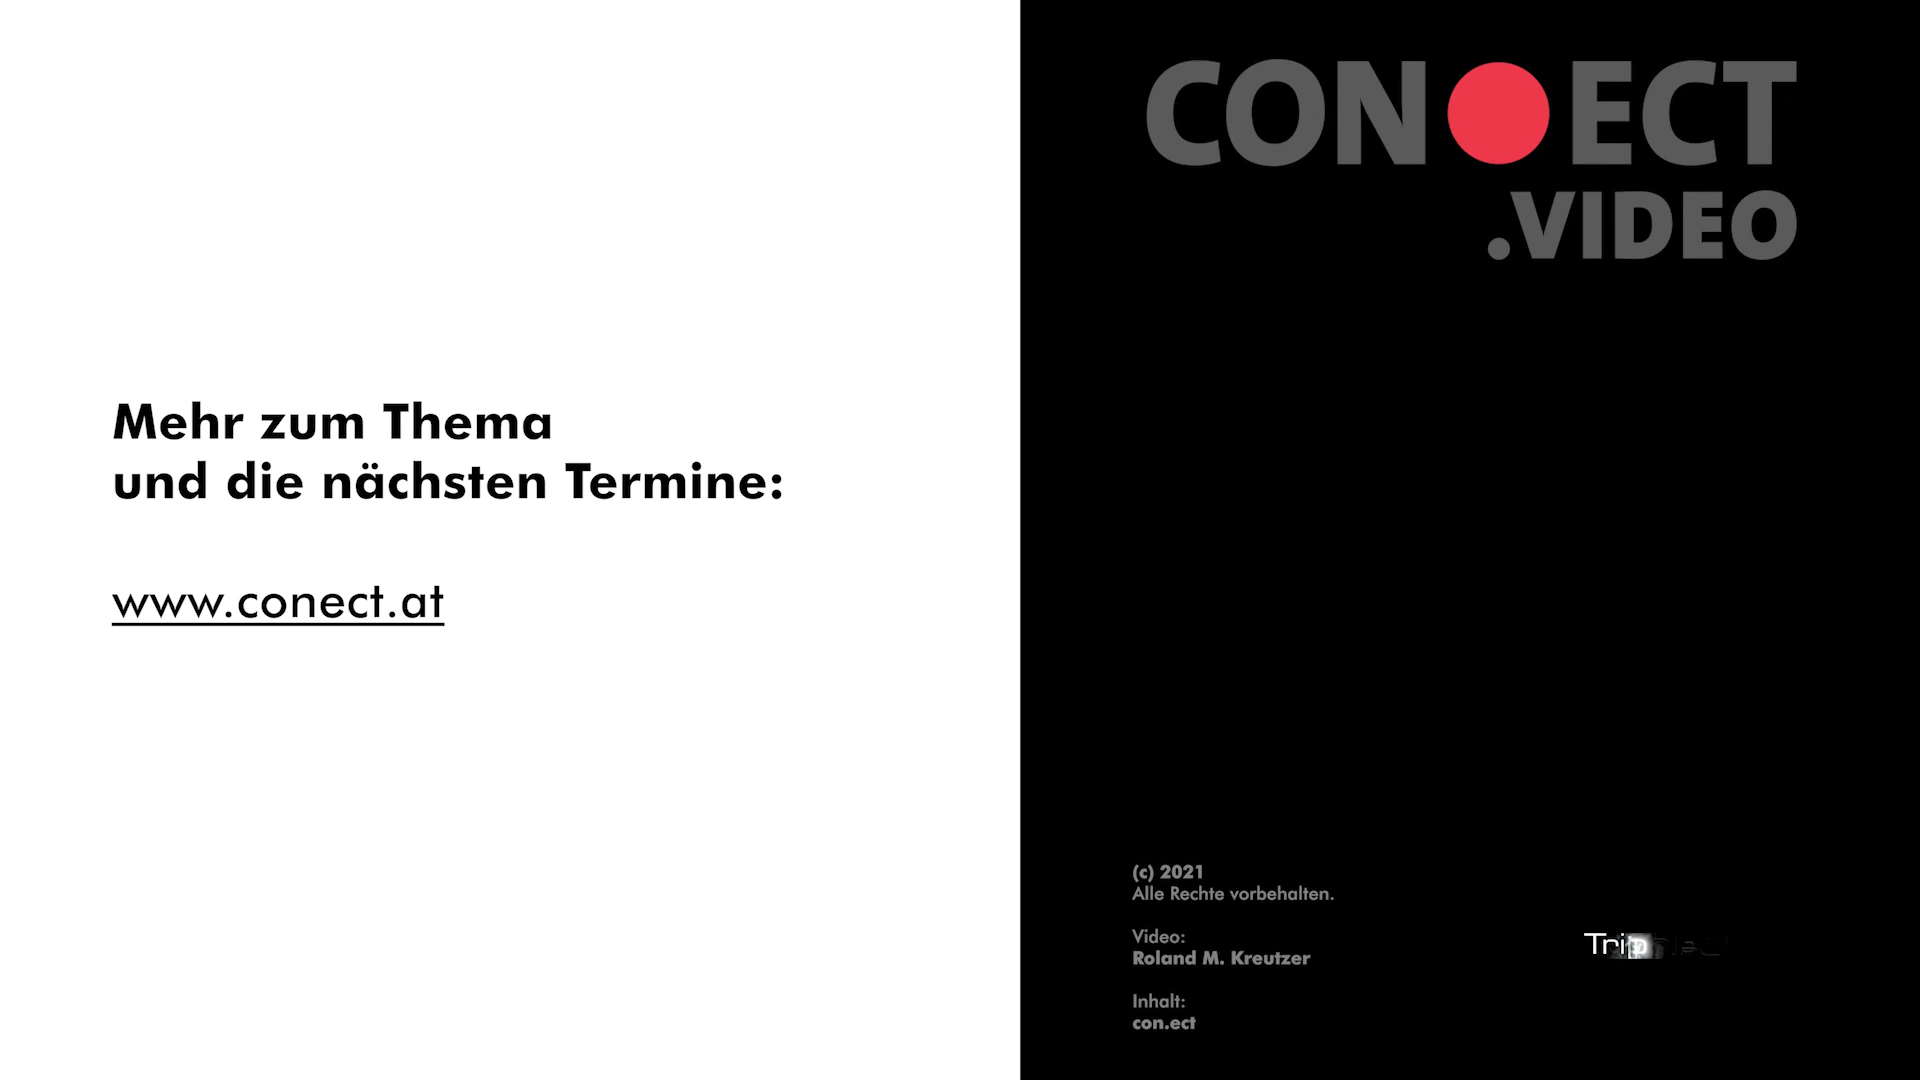 Mehr zum Thema
und die nächsten Termine:
www.conect.at
CON●ECT
.VIDEO
(c) 2021
Alle Rechte vorbehalten.
Video:
Roland M. Kreutzer
Inhalt:
con.ect